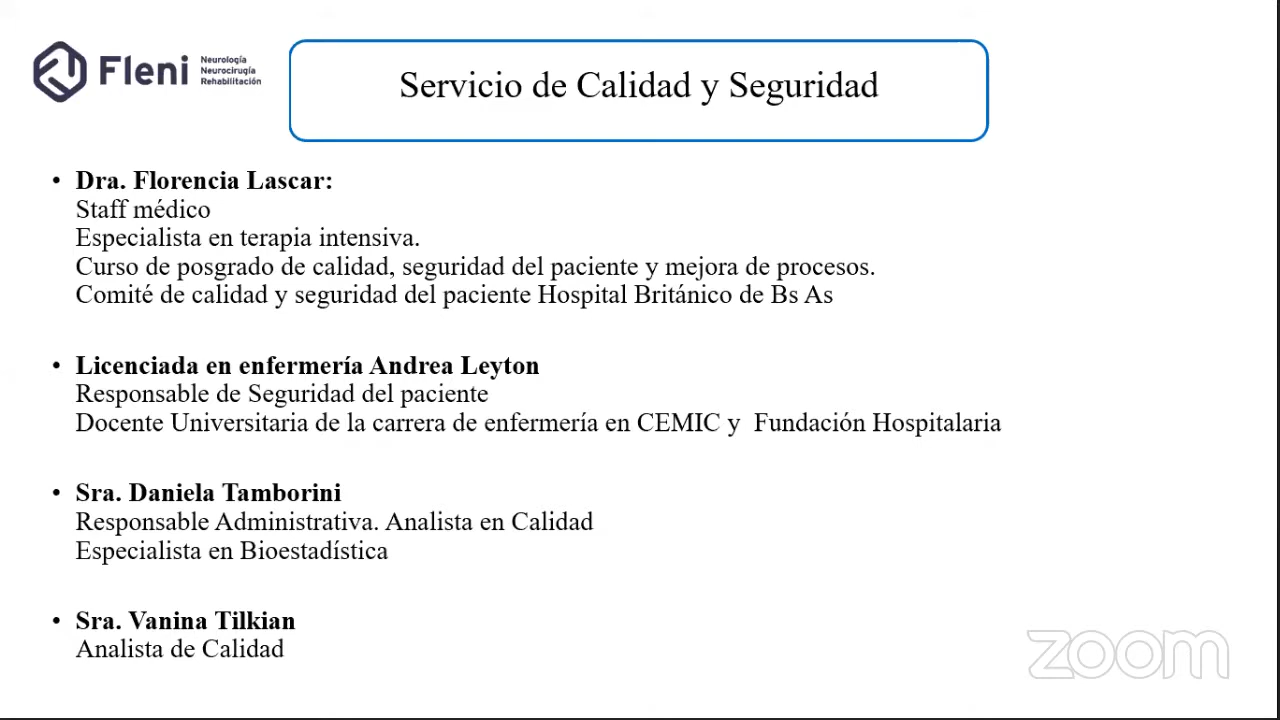 Fleni
Neurología
Neurocirugía
Rehabilitación
Servicio de Calidad y Seguridad
• Dra. Florencia Lascar:
Staff médico
Especialista en terapia intensiva.
Curso de posgrado de calidad, seguridad del paciente y mejora de procesos.
Comité de calidad y seguridad del paciente Hospital Británico de Bs As
• Licenciada en enfermería Andrea Leyton
Responsable de Seguridad del paciente
Docente Universitaria de la carrera de enfermería en CEMIC y  Fundación Hospitalaria
• Sra. Daniela Tamborini
Responsable Administrativa. Analista en Calidad
Especialista en Bioestadística
• Sra. Vanina Tilkian
Analista de Calidad
zoom